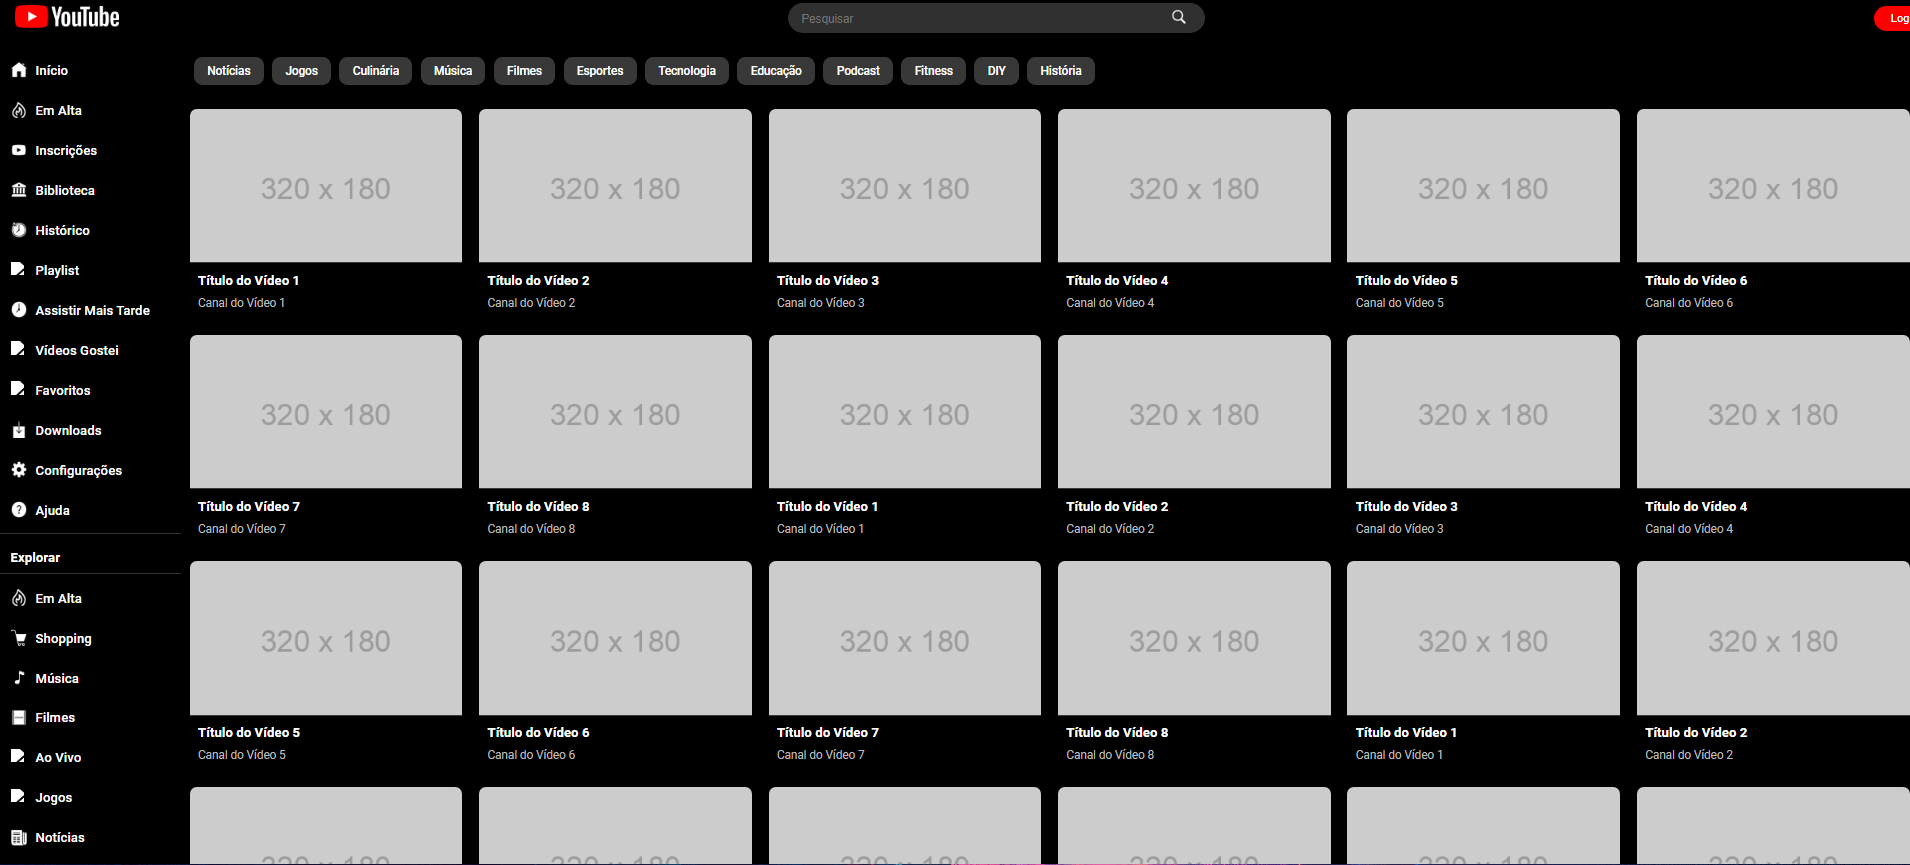 YouTube
Pesquisar
Log
Início
Em Alta
Inscrições
Biblioteca
Histórico
Playlist
Assistir Mais Tarde
Vídeos Gostei
Favoritos
Downloads
Configurações
Ajuda
Explorar
Em Alta
Shopping
Música
Filmes
Ao Vivo
Jogos
Notícias
Notícias Jogos Culinária Música Filmes Esportes Tecnologia Educação Podcast Fitness DIY História
320 x 180 320 x 180 320 x 180 320 x 180 320 x 180 320 x 180
Título do Vídeo 1 Título do Vídeo 2 Título do Vídeo 3 Título do Vídeo 4 Título do Vídeo 5 Título do Vídeo 6
Canal do Vídeo 1 Canal do Vídeo 2 Canal do Vídeo 3 Canal do Vídeo 4 Canal do Vídeo 5 Canal do Vídeo 6
320 x 180 320 x 180 320 x 180 320 x 180 320 x 180 320 x 180
Título do Vídeo 7 Título do Vídeo 8 Título do Vídeo 1 Título do Vídeo 2 Título do Vídeo 3 Título do Vídeo 4
Canal do Vídeo 7 Canal do Vídeo 8 Canal do Vídeo 1 Canal do Vídeo 2 Canal do Vídeo 3 Canal do Vídeo 4
320 x 180 320 x 180 320 x 180 320 x 180 320 x 180 320 x 180
Título do Vídeo 5 Título do Vídeo 6 Título do Vídeo 7 Título do Vídeo 8 Título do Vídeo 1 Título do Vídeo 2
Canal do Vídeo 5 Canal do Vídeo 6 Canal do Vídeo 7 Canal do Vídeo 8 Canal do Vídeo 1 Canal do Vídeo 2